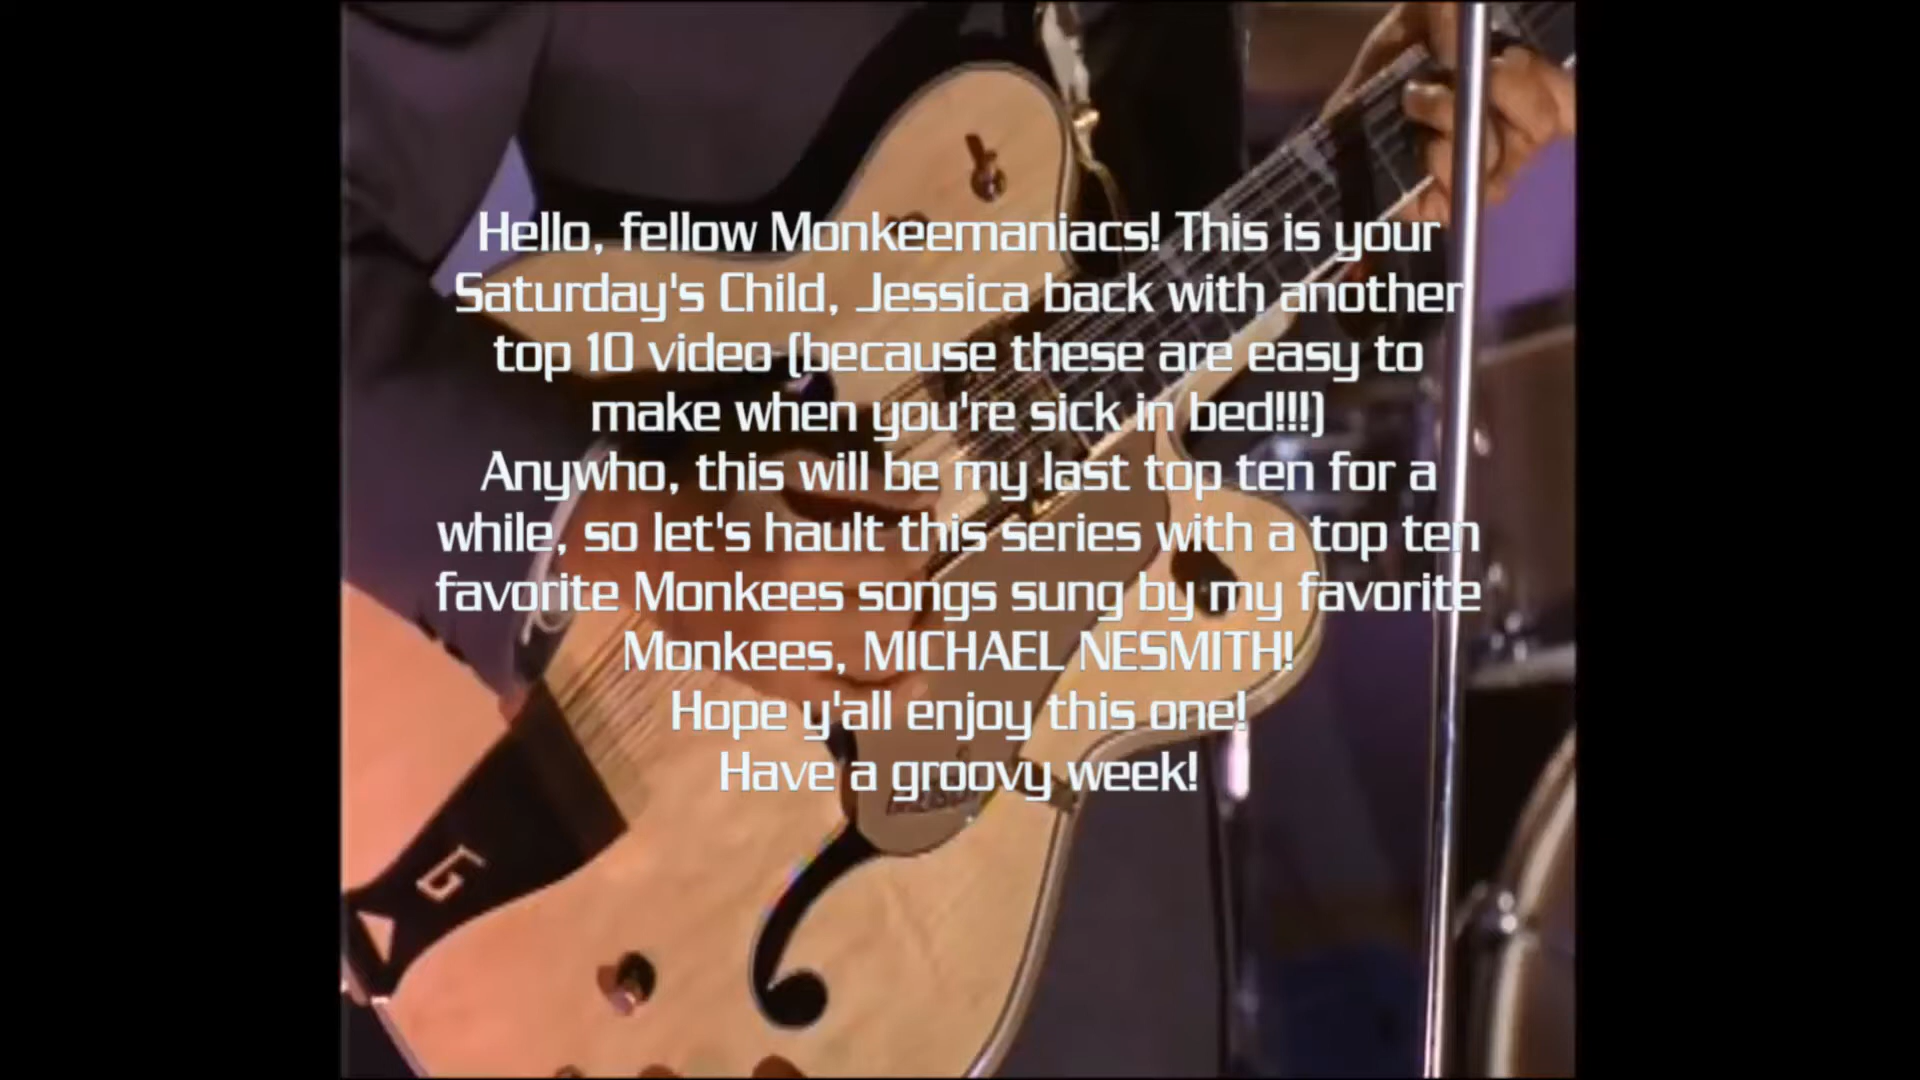 Hello, fellow Monkeemaniacs! This is your
Saturday's Child, Jessica back with another
top 10 video (because these are easy to
make when you're sick in bed!!!)
Anywho, this will be my last top ten for a
while, so let's hault this series with a top ten
favorite Monkees songs sung by my favorite
Monkees, MICHAEL NESMITH!
Hope y'all enjoy this one!
Have a groovy week!
G